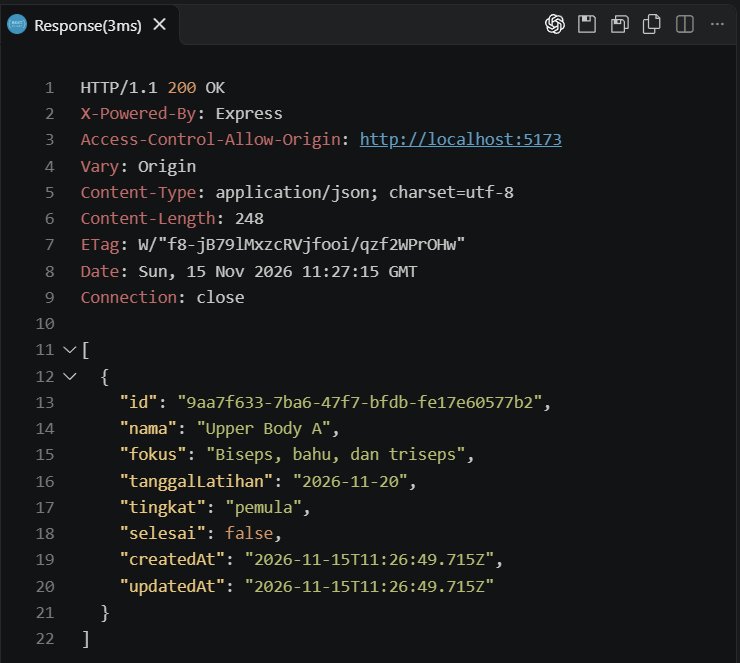 Response(3ms)
1 HTTP/1.1 200 OK
2 X-Powered-By: Express
3 Access-Control-Allow-Origin: http://localhost:5173
4 Vary: Origin
5 Content-Type: application/json; charset=utf-8
6 Content-Length: 248
7 ETag: W/"f8-jB79lMxzcRVjfooi/qzf2WPrOHw"
8 Date: Sun, 15 Nov 2026 11:27:15 GMT
9 Connection: close
10
11 [
12 {
13 "id": "9aa7f633-7ba6-47f7-bfdb-fe17e60577b2",
14 "nama": "Upper Body A",
15 "fokus": "Biseps, bahu, dan triseps",
16 "tanggalLatihan": "2026-11-20",
17 "tingkat": "pemula",
18 "selesai": false,
19 "createdAt": "2026-11-15T11:26:49.715Z",
20 "updatedAt": "2026-11-15T11:26:49.715Z"
21 }
22 ]